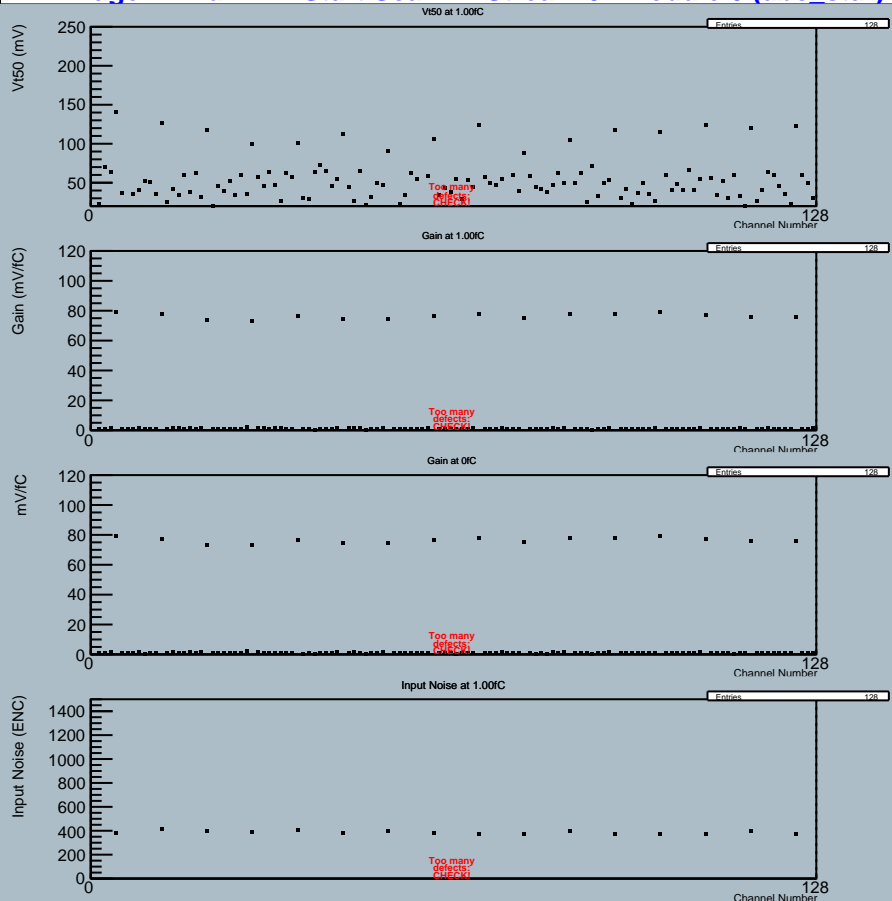 Vt50 at 1.00fC
Entries 128
Vt50 (mV)
250
200
150
100
50
0
128
Too many
defects:
CHECK!
Channel Number
Gain at 1.00fC
Entries 128
Gain (mV/fC)
120
100
80
60
40
20
0
0
128
Too many
defects:
CHECK!
Channel Number
Gain at 0fC
Entries 128
mV/fC
120
100
80
60
40
20
0
0
128
Too many
defects:
CHECK!
Channel Number
Input Noise at 1.00fC
Entries 128
Input Noise (ENC)
1400
1200
1000
800
600
400
200
0
0
128
Too many
defects:
CHECK!
Channel Number